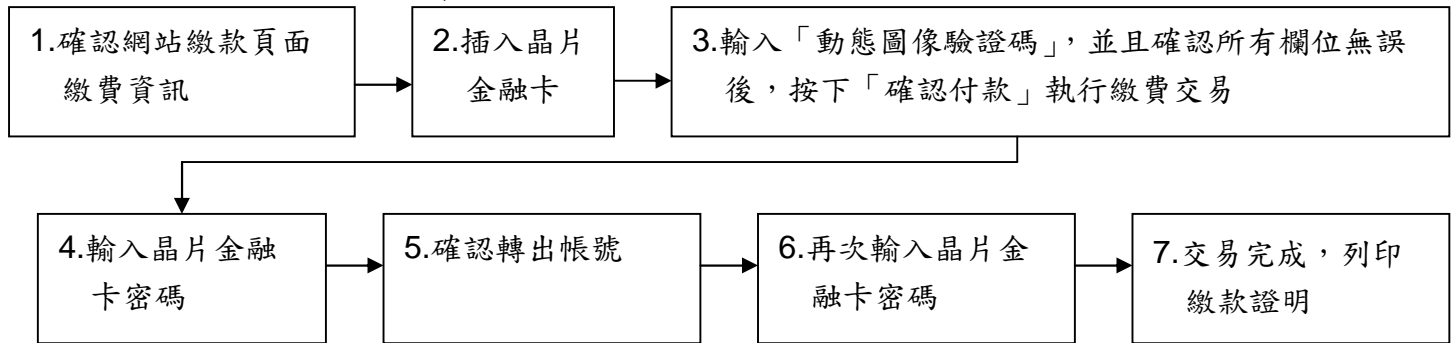 1.確認網站繳款頁面
繳費資訊
2.插入晶片
金融卡
3.輸入「動態圖像驗證碼」，並且確認所有欄位無誤
後，按下「確認付款」執行繳費交易
4.輸入晶片金融
卡密碼
5.確認轉出帳號
6.再次輸入晶片金
融卡密碼
7.交易完成，列印
繳款證明